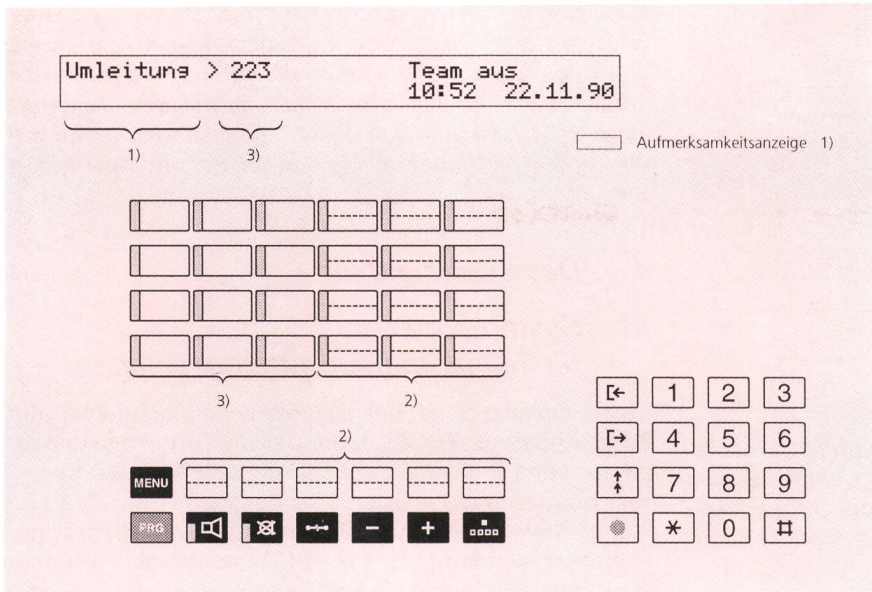 Umleitung > 223 Team aus
10:52 22.11.90
1) 3)
Aufmerksamkeitsanzeige 1)
3) 2)
2)
MENU
PRG
1 2 3
4 5 6
7 8 9
* 0 #